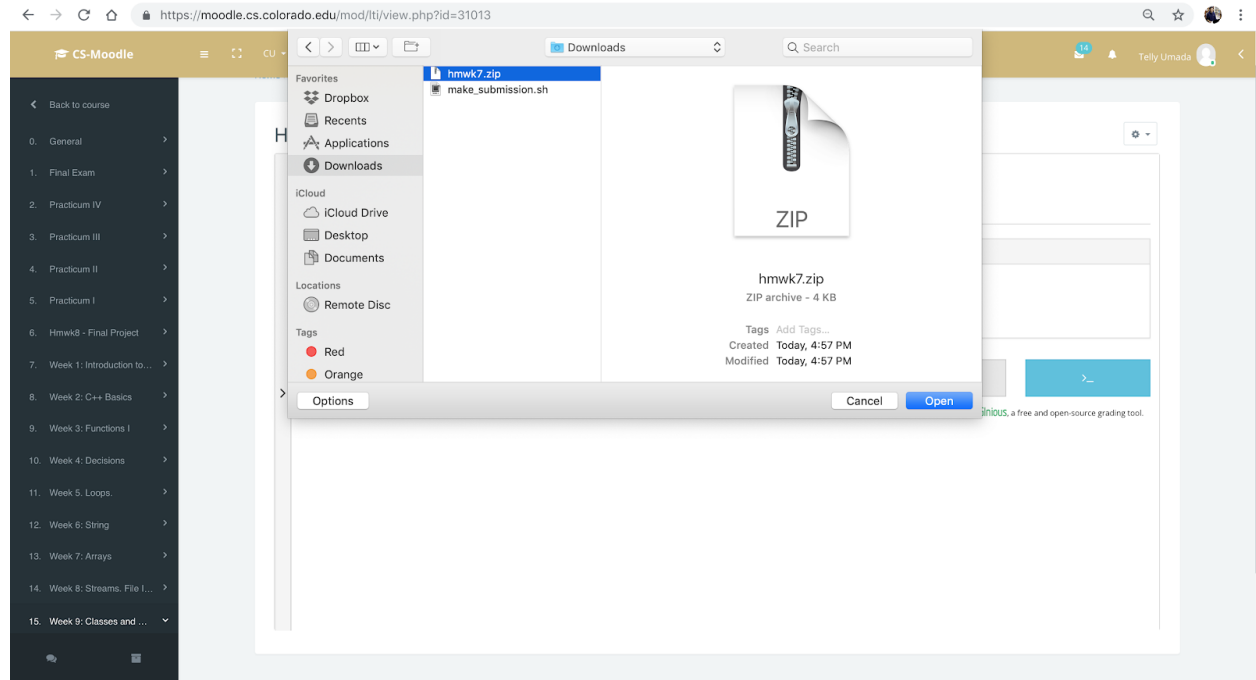 https://moodle.cs.colorado.edu/mod/lti/view.php?id=31013
CS-Moodle
CU
Downloads
Search
14
Telly Umada
Back to course
0. General
1. Final Exam
2. Practicum IV
3. Practicum III
4. Practicum II
5. Practicum I
6. Hmwk8 - Final Project
7. Week 1: Introduction to...
8. Week 2: C++ Basics
9. Week 3: Functions I
10. Week 4: Decisions
11. Week 5. Loops.
12. Week 6: String
13. Week 7: Arrays
14. Week 8: Streams. File I...
15. Week 9: Classes and ...
H
Favorites
Dropbox
Recents
Applications
Downloads
iCloud
iCloud Drive
Desktop
Documents
Locations
Remote Disc
Tags
Red
Orange
hmwk7.zip
make_submission.sh
ZIP
hmwk7.zip
ZIP archive - 4 KB
Tags Add Tags...
Created Today, 4:57 PM
Modified Today, 4:57 PM
Options
Cancel
Open
>_
, a free and open-source grading tool.